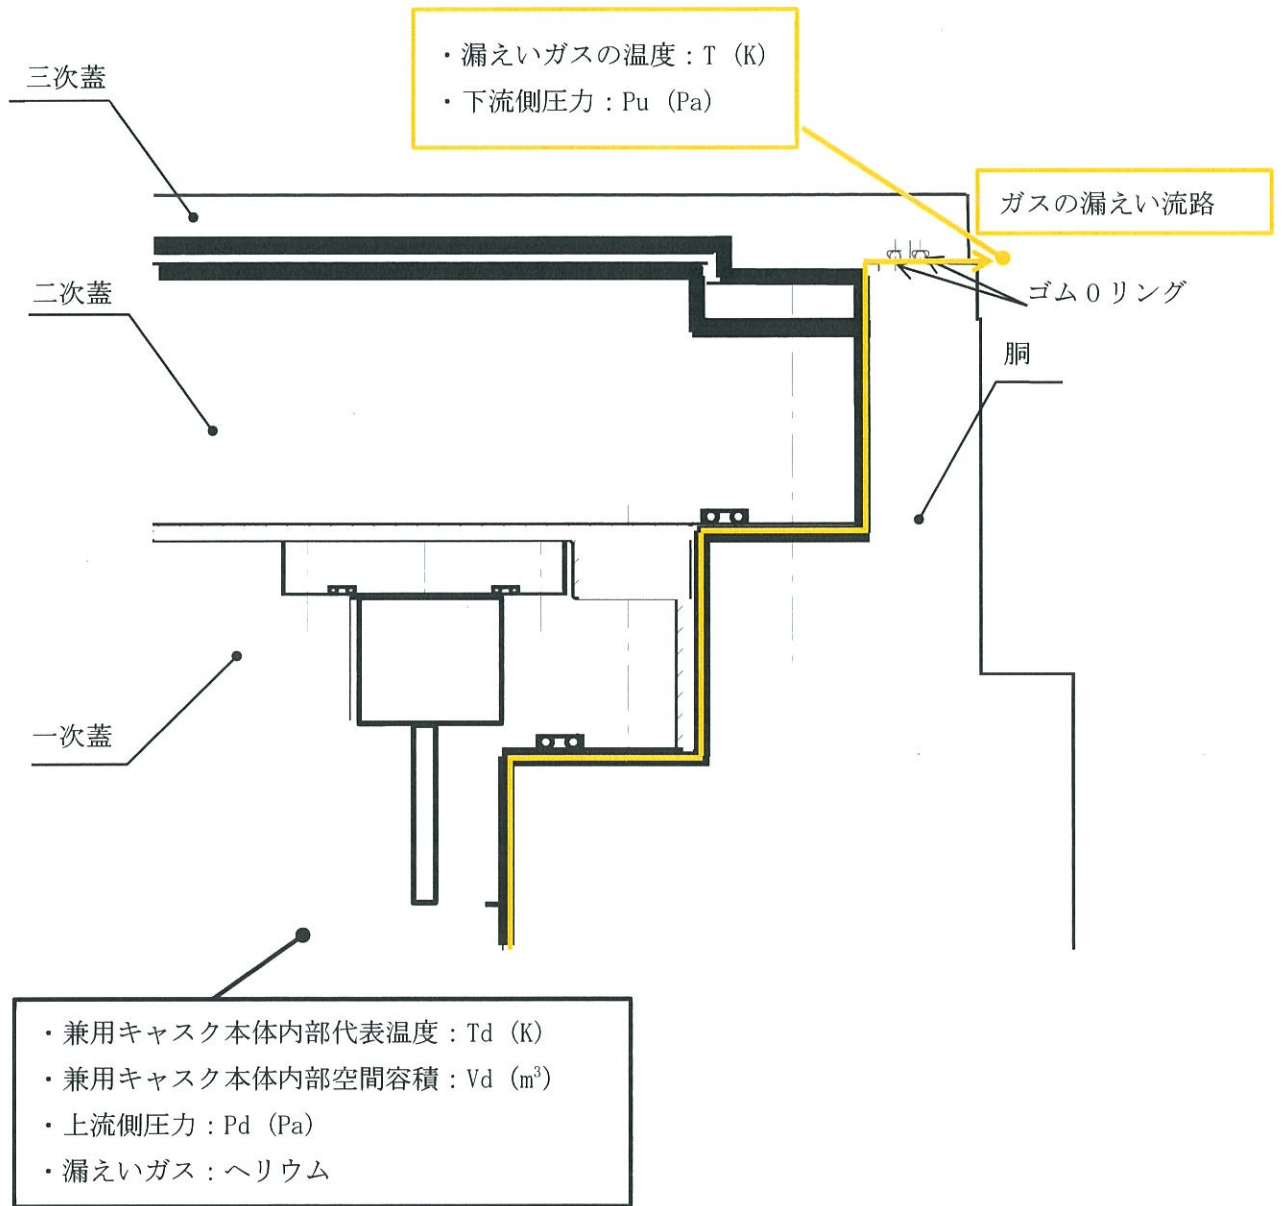 ・漏えいガスの温度：T (K)
・下流側圧力：Pu (Pa)
三次蓋
ガスの漏えい流路
二次蓋
ゴムOリング
胴
一次蓋
・兼用キャスク本体内部代表温度：Td (K)
・兼用キャスク本体内部空間容積：Vd (m³)
・上流側圧力：Pd (Pa)
・漏えいガス：ヘリウム